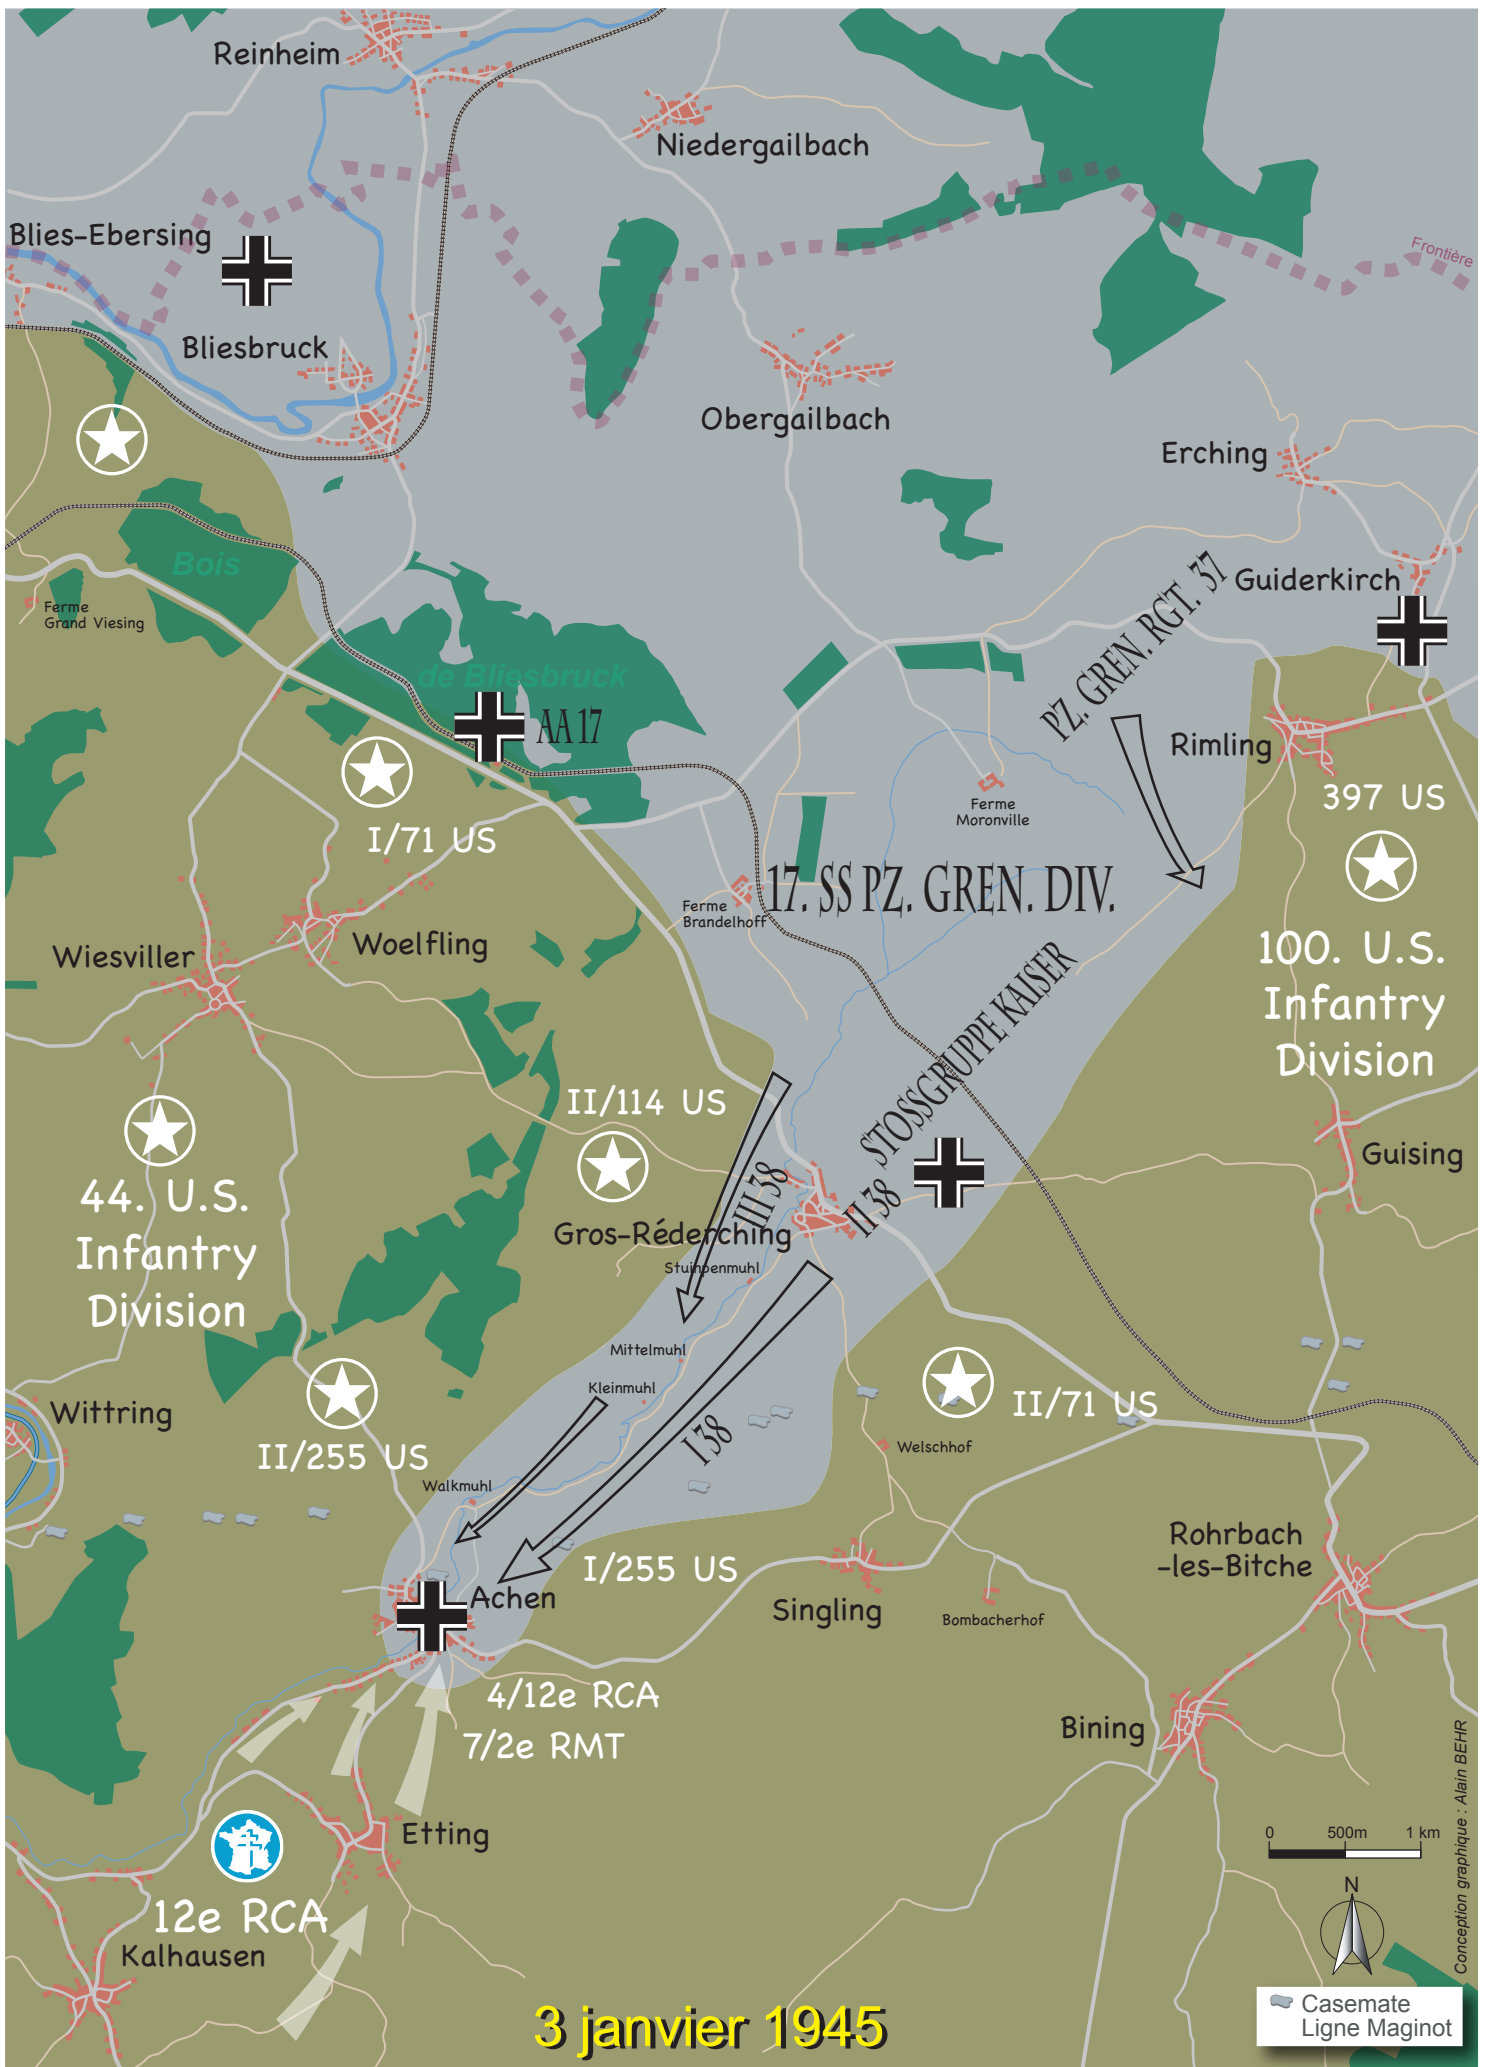 Reinheim
Niedergailbach
Blies-Ebersing
Frontière
Bliesbruck
Obergailbach
Erching
Bois
Guiderkirch
Ferme
Grand Viesing
PZ. GREN. RGT. 37
de Bliesbruck
AA 17
Rimling
397 US
Ferme
Moronville
I/71 US
17. SS PZ. GREN. DIV.
Ferme
Brandelhoff
Wiesviller
Woelfling
100. U.S.
Infantry
Division
STOSSGRUPPE KAISER
II/114 US
Guising
44. U.S.
Infantry
Division
III 38
II 38
Gros-Réderching
Stuinpenmuhl
Mittelmuhl
Kleinmuhl
Wittring
II/71 US
II/255 US
I 38
Welschhof
Walkmuhl
Rohrbach
-les-Bitche
I/255 US
Achen
Singling
Bombacherhof
4/12e RCA
7/2e RMT
Bining
Etting
0 500m 1 km
N
12e RCA
Kalhausen
Conception graphique : Alain BEHR
3 janvier 1945
Casemate
Ligne Maginot